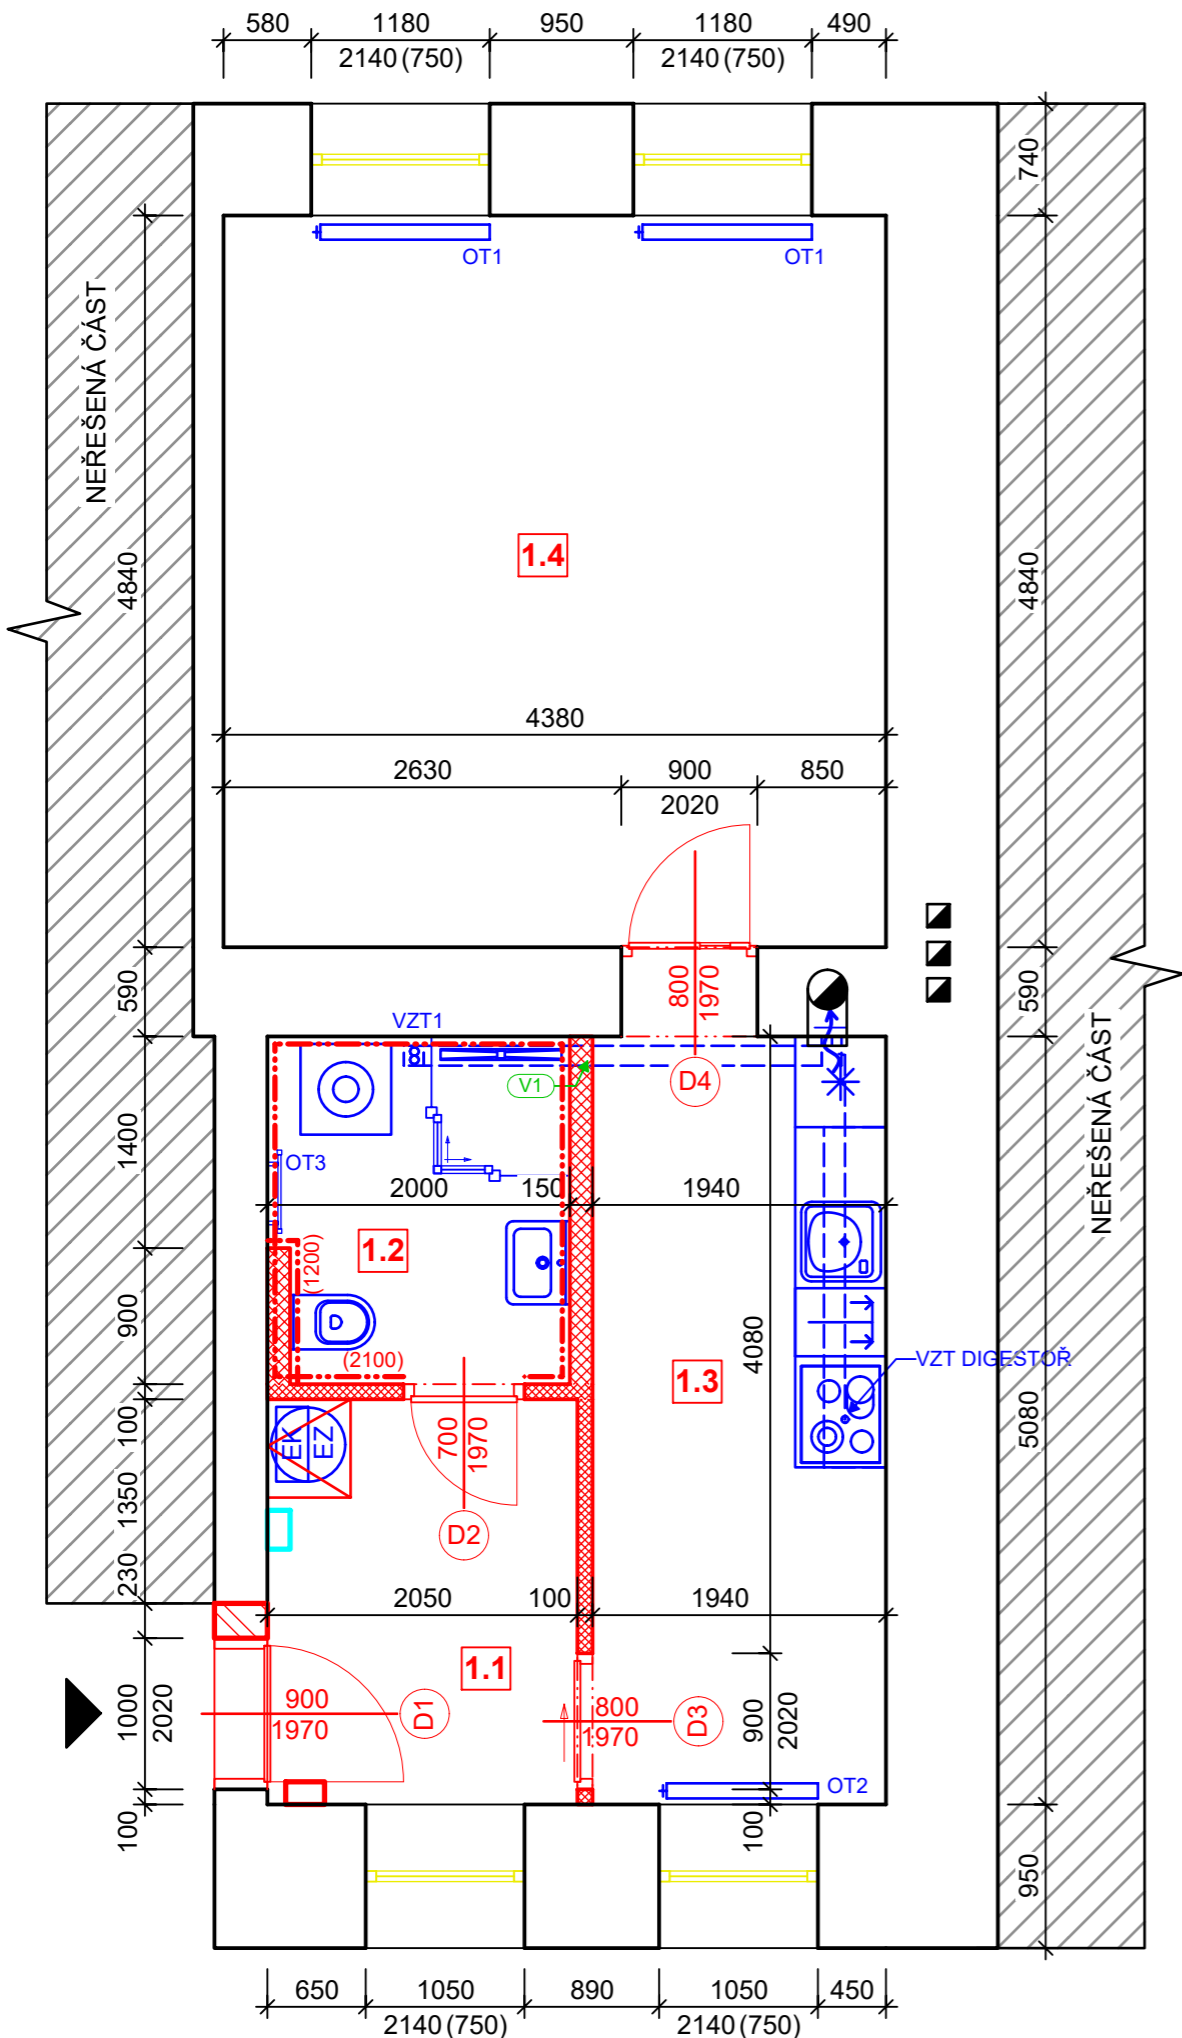 580 1180 950 1180 490
2140 (750) 2140 (750)
740
OT1 OT1
NEŘEŠENÁ ČÁST
1.4
4840 4840
4380
2630 900 850
2020
590 800 1970 590
VZT1
V1 D4
NEŘEŠENÁ ČÁST
1400
OT3
2000 150 1940
1.2
(1200)
900
(2100)
4080
1.3
VZT DIGESTOŘ
100
EK EZ
700 1970
5080
1350
D2
230
2050 100 1940
1.1
1000 2020
900
1970
D1
800
1970
D3
900 2020
OT2
100 100
950
650 1050 890 1050 450
2140 (750) 2140 (750)